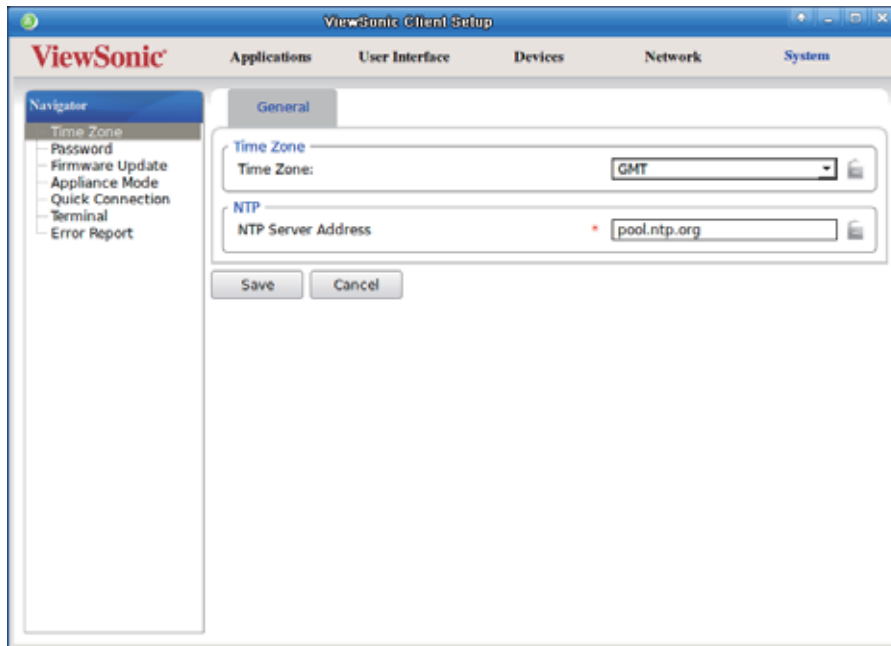 ViewSonic Client Setup
ViewSonic®
Applications User Interface Devices Network System
Navigator
Time Zone
Password
Firmware Update
Appliance Mode
Quick Connection
Terminal
Error Report
General
Time Zone
Time Zone: GMT
NTP
NTP Server Address * pool.ntp.org
Save Cancel